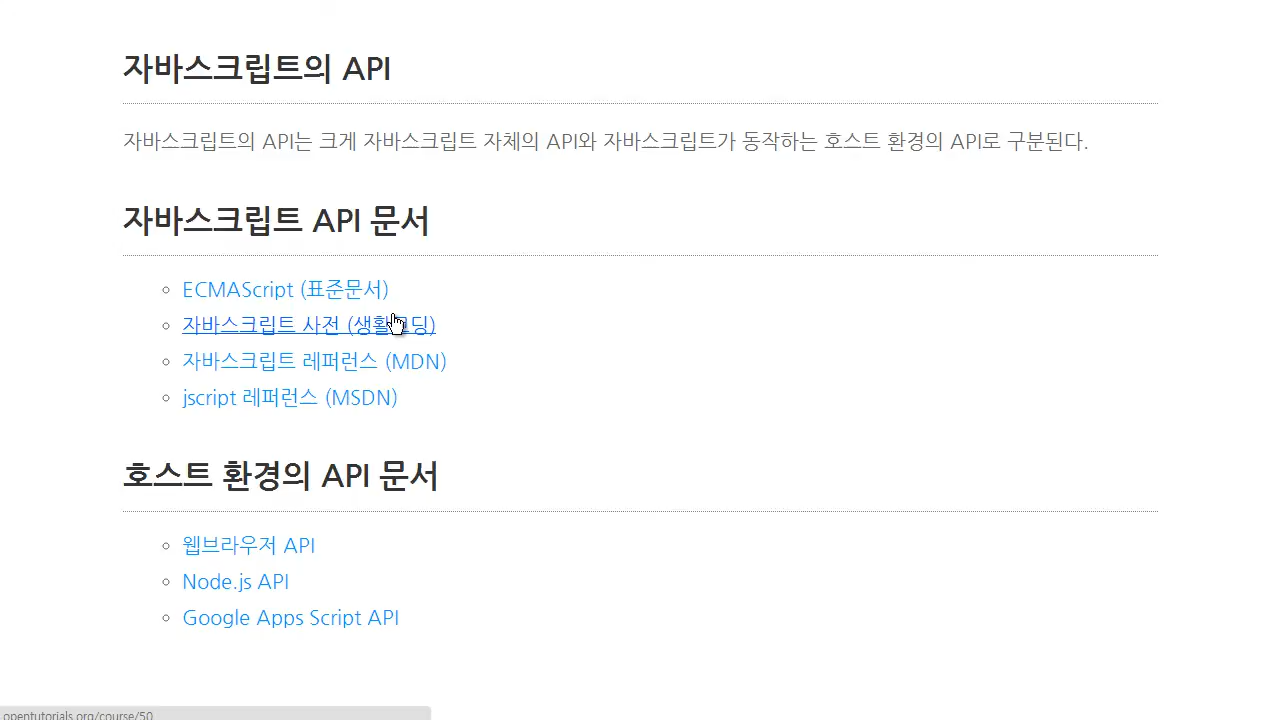 자바스크립트의 API
자바스크립트의 API는 크게 자바스크립트 자체의 API와 자바스크립트가 동작하는 호스트 환경의 API로 구분된다.
자바스크립트 API 문서
ECMAScript (표준문서)
자바스크립트 사전 (생활코딩)
자바스크립트 레퍼런스 (MDN)
jscript 레퍼런스 (MSDN)
호스트 환경의 API 문서
웹브라우저 API
Node.js API
Google Apps Script API
opentutorials.org/course/50